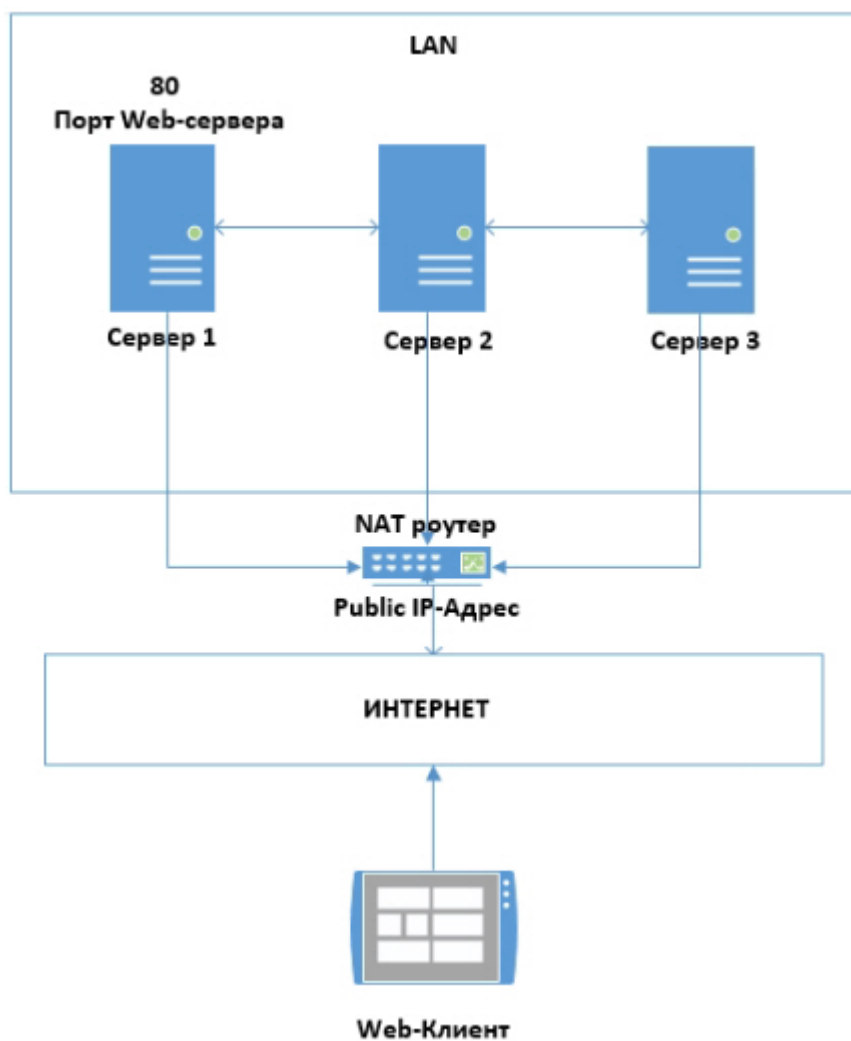 LAN
80
Порт Web-сервера
Сервер 1
Сервер 2
Сервер 3
NAT роутер
Public IP-Адрес
ИНТЕРНЕТ
Web-Клиент